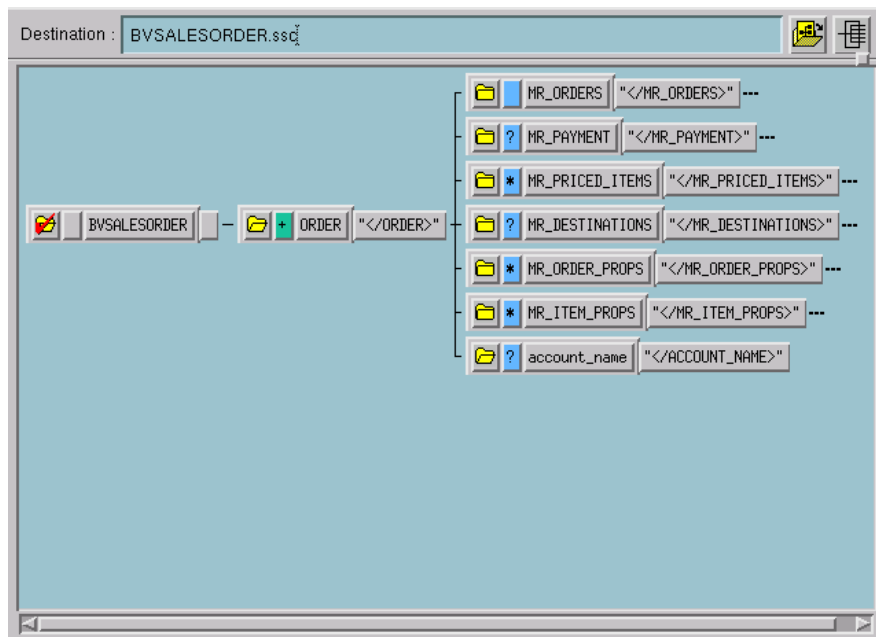 Destination : BVSALESORDER.ssc
MR_ORDERS "</MR_ORDERS>" ---
? MR_PAYMENT "</MR_PAYMENT>" ---
* MR_PRICED_ITEMS "</MR_PRICED_ITEMS>" ---
BVSALESORDER + ORDER "</ORDER>" ? MR_DESTINATIONS "</MR_DESTINATIONS>" ---
* MR_ORDER_PROPS "</MR_ORDER_PROPS>" ---
* MR_ITEM_PROPS "</MR_ITEM_PROPS>" ---
? account_name "</ACCOUNT_NAME>"